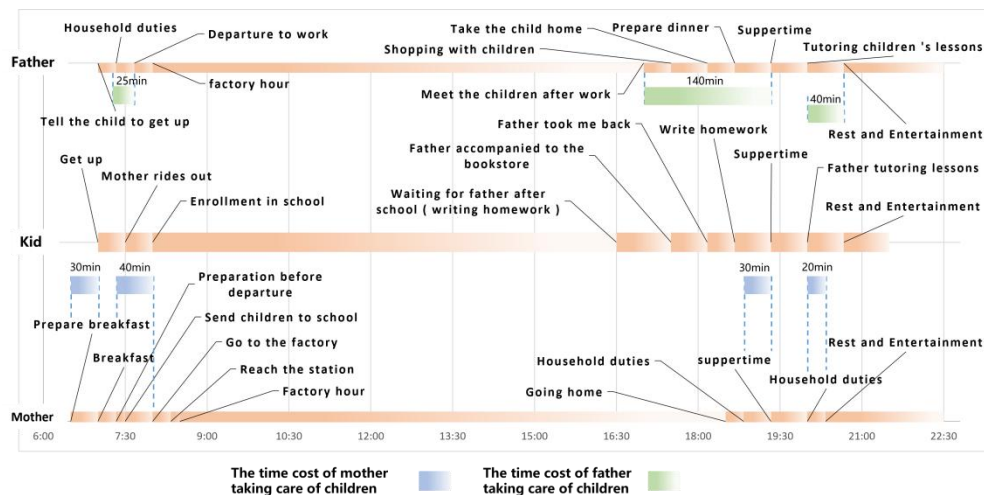 Household duties
Departure to work
Take the child home
Prepare dinner
Suppertime
Shopping with children
Tutoring children 's lessons
Father
25min
factory hour
140min
40min
Meet the children after work
Tell the child to get up
Rest and Entertainment
Father took me back
Write homework
Get up
Father accompanied to the
bookstore
Suppertime
Father tutoring lessons
Mother rides out
Waiting for father after
school ( writing homework )
Enrollment in school
Rest and Entertainment
Kid
30min
40min
30min
20min
Preparation before
departure
Prepare breakfast
Send children to school
Breakfast
Go to the factory
Rest and Entertainment
Household duties
suppertime
Reach the station
Household duties
Factory hour
Going home
Mother
6:00
7:30
9:00
10:30
12:00
13:30
15:00
16:30
18:00
19:30
21:00
22:30
The time cost of mother
taking care of children
The time cost of father
taking care of children